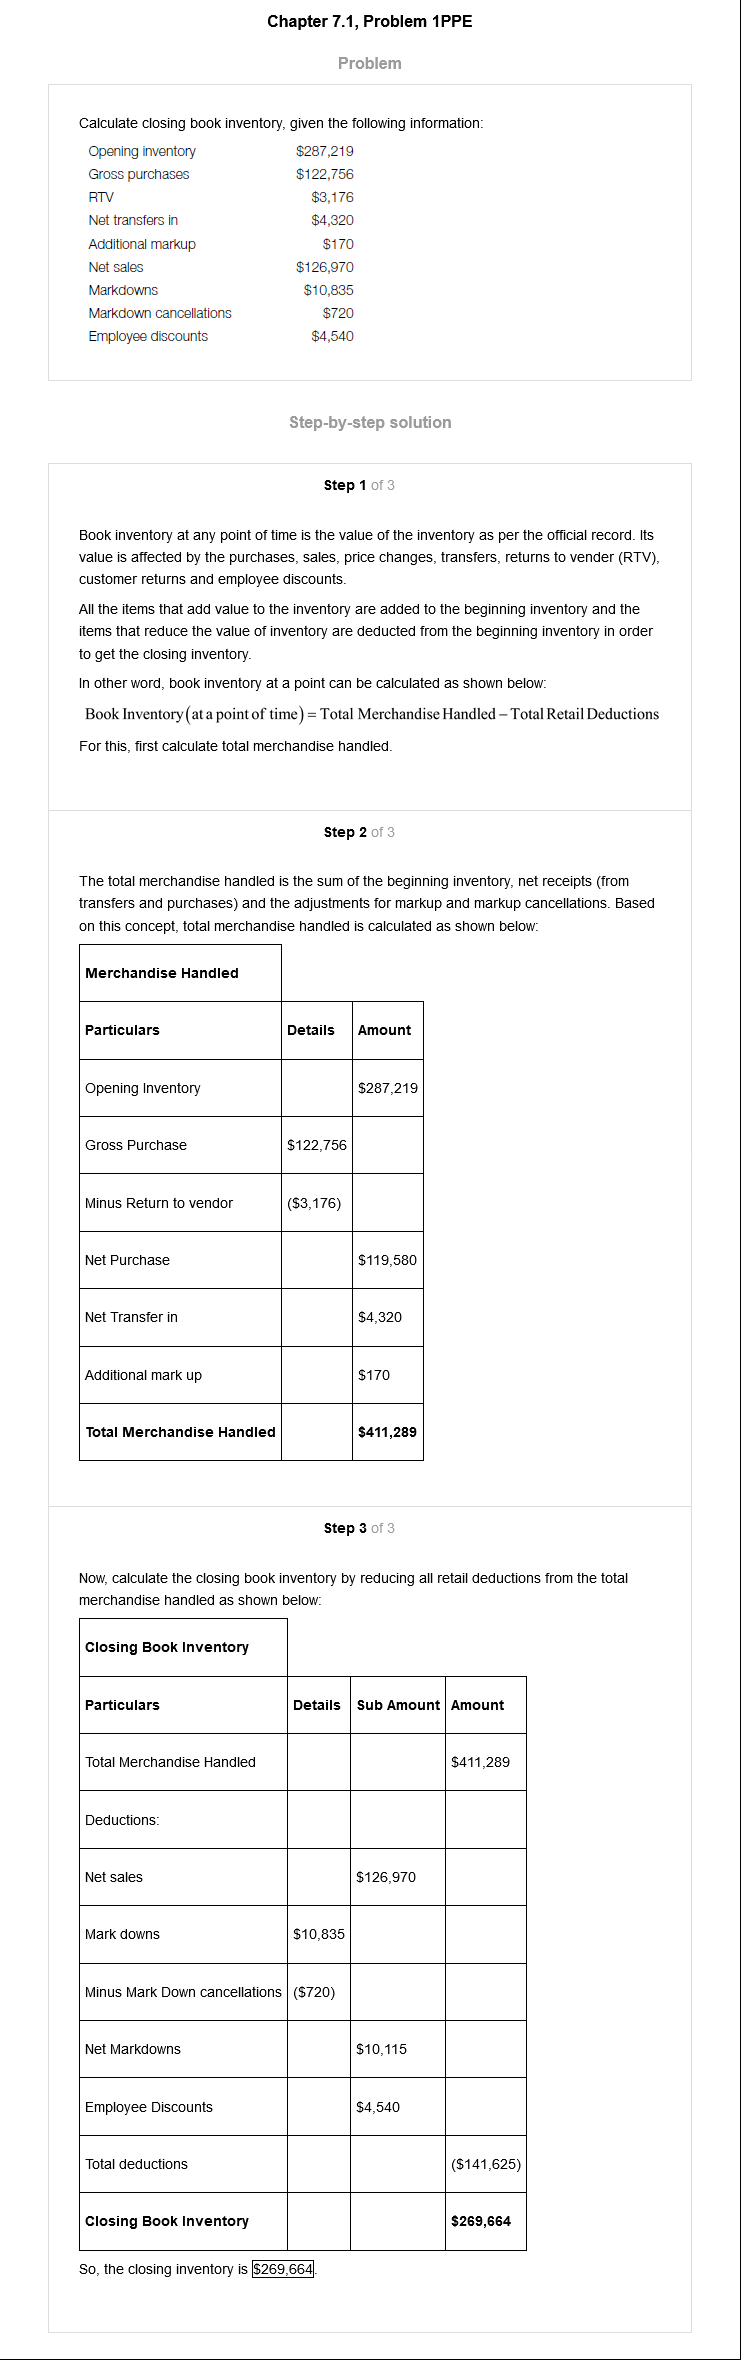 Chapter 7.1, Problem 1PPE
Problem
Calculate closing book inventory, given the following information:
Opening inventory $287,219
Gross purchases $122,756
RTV $3,176
Net transfers in $4,320
Additional markup $170
Net sales $126,970
Markdowns $10,835
Markdown cancellations $720
Employee discounts $4,540
Step-by-step solution
Step 1 of 3
Book inventory at any point of time is the value of the inventory as per the official record. Its
value is affected by the purchases, sales, price changes, transfers, returns to vender (RTV),
customer returns and employee discounts.
All the items that add value to the inventory are added to the beginning inventory and the
items that reduce the value of inventory are deducted from the beginning inventory in order
to get the closing inventory.
In other word, book inventory at a point can be calculated as shown below:
Book Inventory(at a point of time) = Total Merchandise Handled – Total Retail Deductions
For this, first calculate total merchandise handled.
Step 2 of 3
The total merchandise handled is the sum of the beginning inventory, net receipts (from
transfers and purchases) and the adjustments for markup and markup cancellations. Based
on this concept, total merchandise handled is calculated as shown below:
Merchandise Handled
Particulars Details Amount
Opening Inventory $287,219
Gross Purchase $122,756
Minus Return to vendor ($3,176)
Net Purchase $119,580
Net Transfer in $4,320
Additional mark up $170
Total Merchandise Handled $411,289
Step 3 of 3
Now, calculate the closing book inventory by reducing all retail deductions from the total
merchandise handled as shown below:
Closing Book Inventory
Particulars Details Sub Amount Amount
Total Merchandise Handled $411,289
Deductions:
Net sales $126,970
Mark downs $10,835
Minus Mark Down cancellations ($720)
Net Markdowns $10,115
Employee Discounts $4,540
Total deductions ($141,625)
Closing Book Inventory $269,664
So, the closing inventory is $269,664.